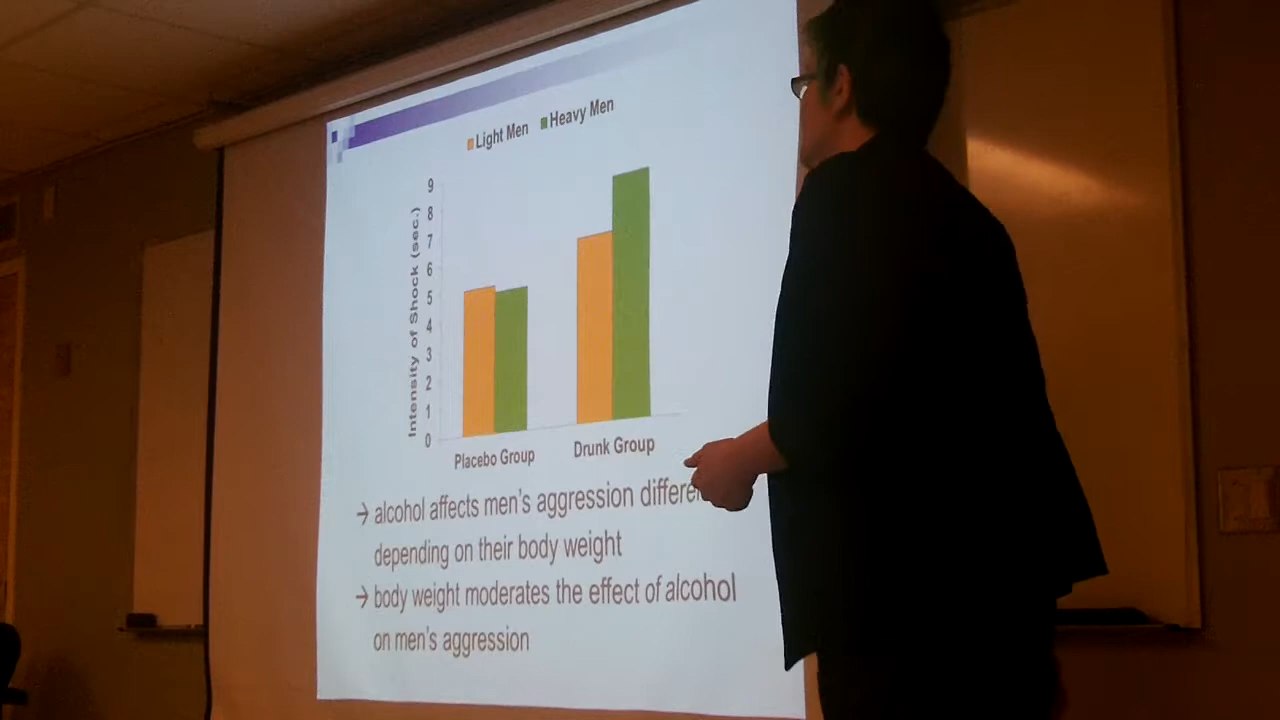 Light Men Heavy Men
Intensity of Shock (sec.)
9
8
7
6
5
4
3
2
1
0
Placebo Group Drunk Group
→ alcohol affects men's aggression
depending on their body weight
→ body weight moderates the effect of alcohol
on men's aggression